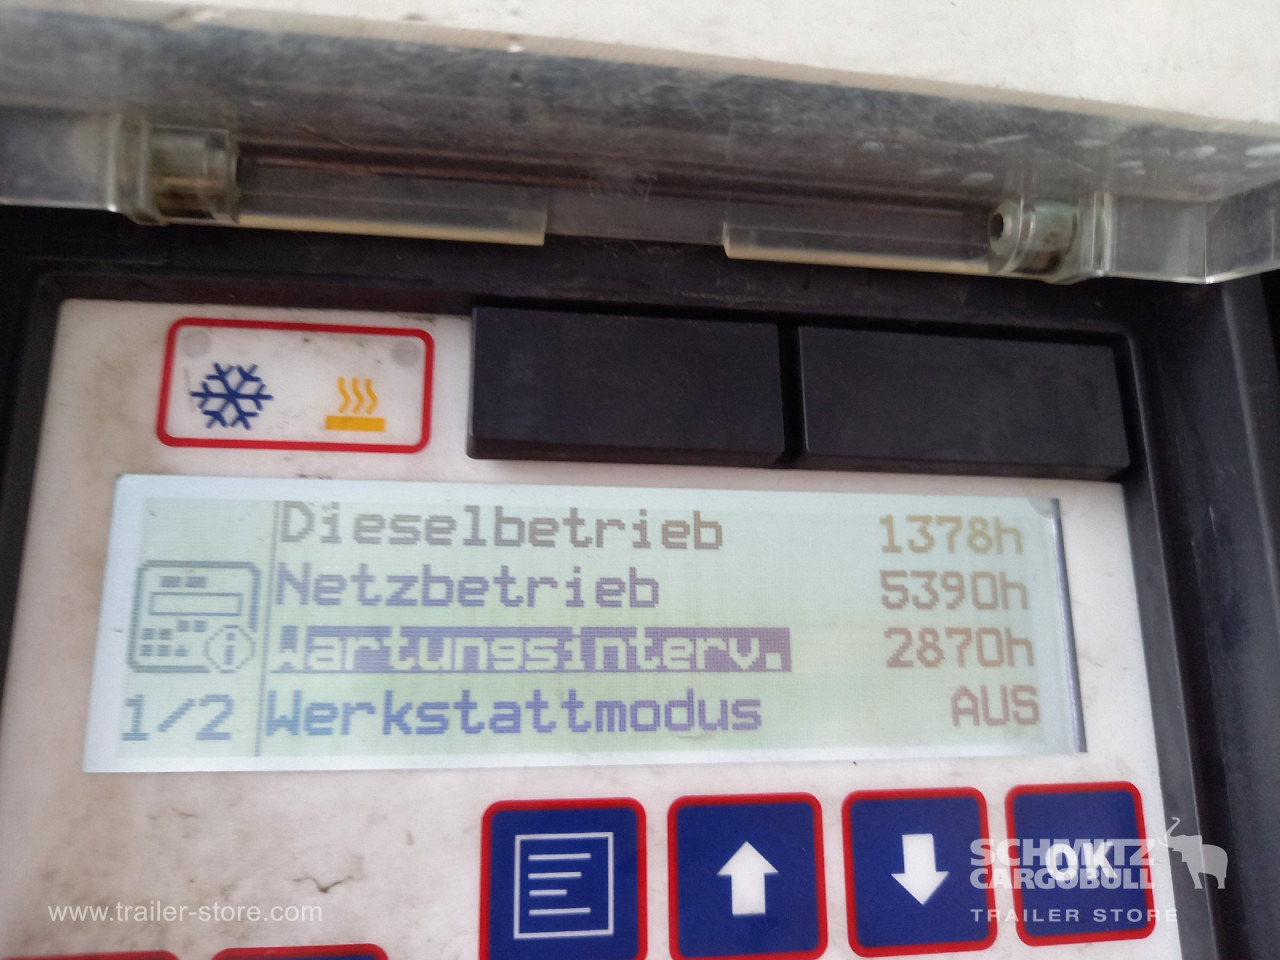 Dieselbetrieb 1378h
Netzbetrieb 5390h
Wartungsinterv. 2870h
1/2 Werkstattmodus AUS
OK
SCHMITZ
CARGOBULL
TRAILER STORE
www.trailer-store.com